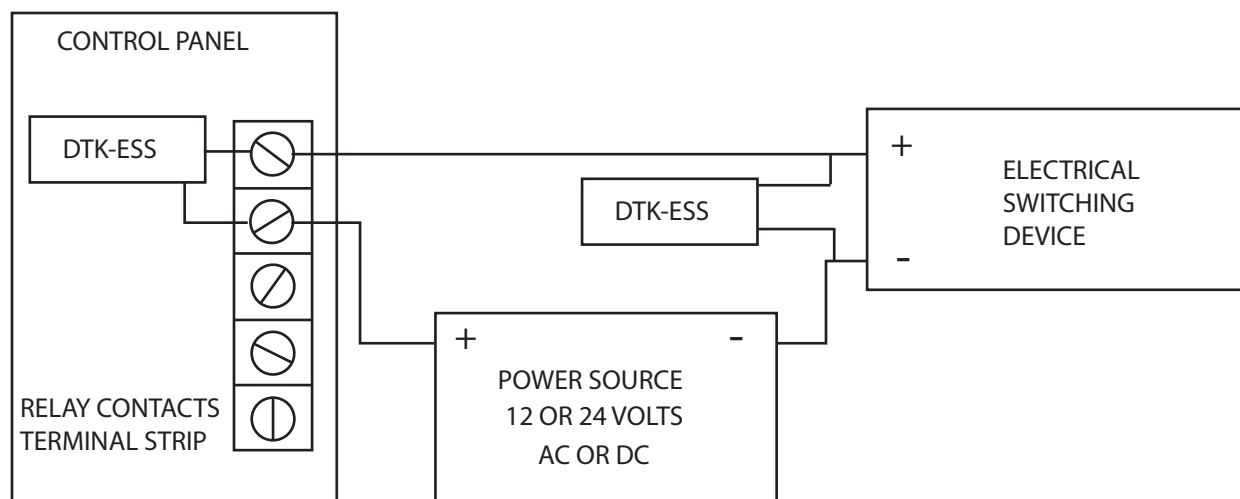 CONTROL PANEL
DTK-ESS
RELAY CONTACTS
TERMINAL STRIP
DTK-ESS
+
-
ELECTRICAL
SWITCHING
DEVICE
+
-
POWER SOURCE
12 OR 24 VOLTS
AC OR DC